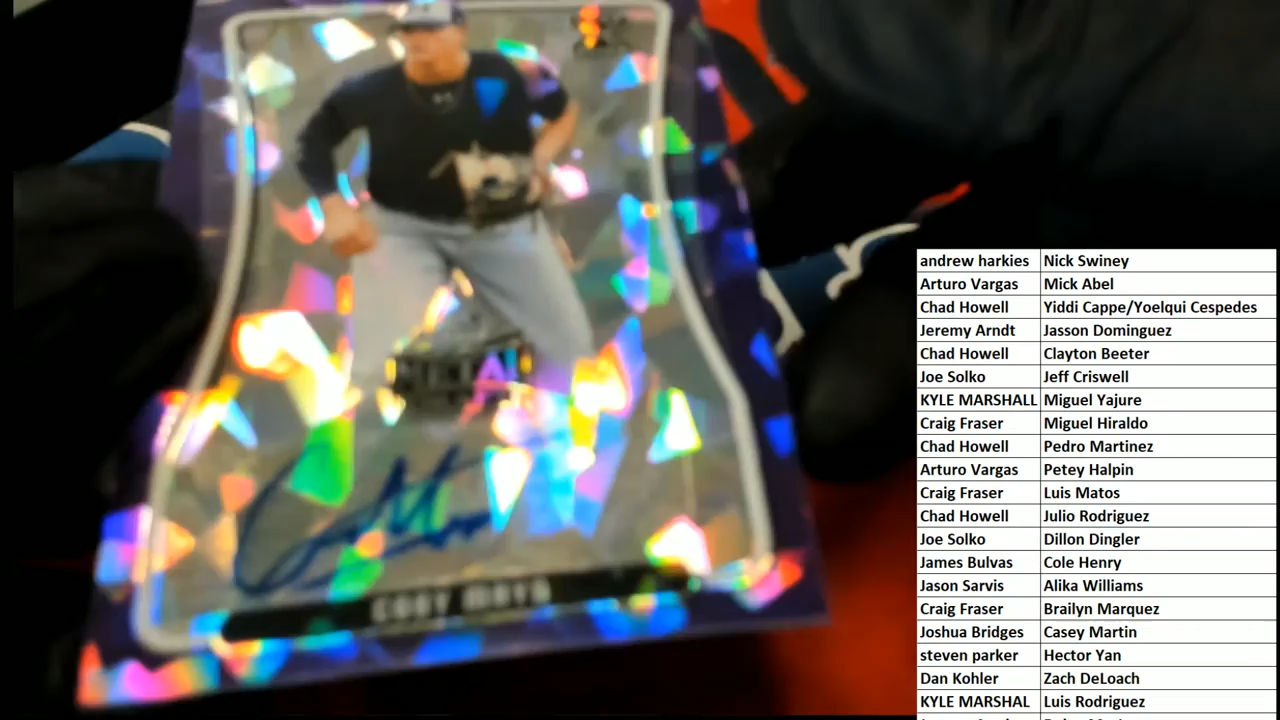 METAL
COBY MAYO
andrew harkies Nick Swiney
Arturo Vargas Mick Abel
Chad Howell Yiddi Cappe/Yoelqui Cespedes
Jeremy Arndt Jasson Dominguez
Chad Howell Clayton Beeter
Joe Solko Jeff Criswell
KYLE MARSHALL Miguel Yajure
Craig Fraser Miguel Hiraldo
Chad Howell Pedro Martinez
Arturo Vargas Petey Halpin
Craig Fraser Luis Matos
Chad Howell Julio Rodriguez
Joe Solko Dillon Dingler
James Bulvas Cole Henry
Jason Sarvis Alika Williams
Craig Fraser Brailyn Marquez
Joshua Bridges Casey Martin
steven parker Hector Yan
Dan Kohler Zach DeLoach
KYLE MARSHAL Luis Rodriguez